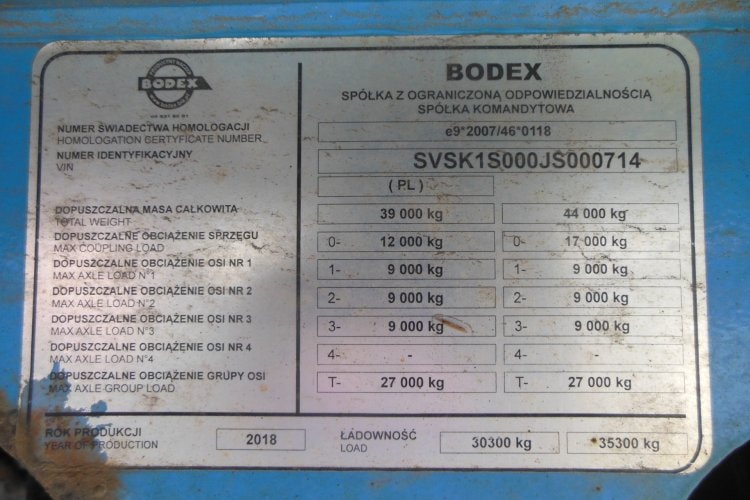 BODEX
BODEX
SPÓŁKA Z OGRANICZONĄ ODPOWIEDZIALNOŚCIĄ
SPÓŁKA KOMANDYTOWA
NUMER ŚWIADECTWA HOMOLOGACJI
HOMOLOGATION CERTYFICATE NUMBER
e9*2007/46*0118
NUMER IDENTYFIKACYJNY
VIN
SVSK1S000JS000714
( PL )
DOPUSZCZALNA MASA CAŁKOWITA
TOTAL WEIGHT
39 000 kg 44 000 kg
DOPUSZCZALNE OBCIĄŻENIE SPRZĘGU
MAX COUPLING LOAD
0- 12 000 kg 0- 17 000 kg
DOPUSZCZALNE OBCIĄŻENIE OSI NR 1
MAX AXLE LOAD N°1
1- 9 000 kg 1- 9 000 kg
DOPUSZCZALNE OBCIĄŻENIE OSI NR 2
MAX AXLE LOAD N°2
2- 9 000 kg 2- 9 000 kg
DOPUSZCZALNE OBCIĄŻENIE OSI NR 3
MAX AXLE LOAD N°3
3- 9 000 kg 3- 9 000 kg
DOPUSZCZALNE OBCIĄŻENIE OSI NR 4
MAX AXLE LOAD N°4
4- - 4- -
DOPUSZCZALNE OBCIĄŻENIE GRUPY OSI
MAX AXLE GROUP LOAD
T- 27 000 kg T- 27 000 kg
ROK PRODUKCJI
YEAR OF PRODUCTION
2018
ŁADOWNOŚĆ
LOAD
30300 kg 35300 kg